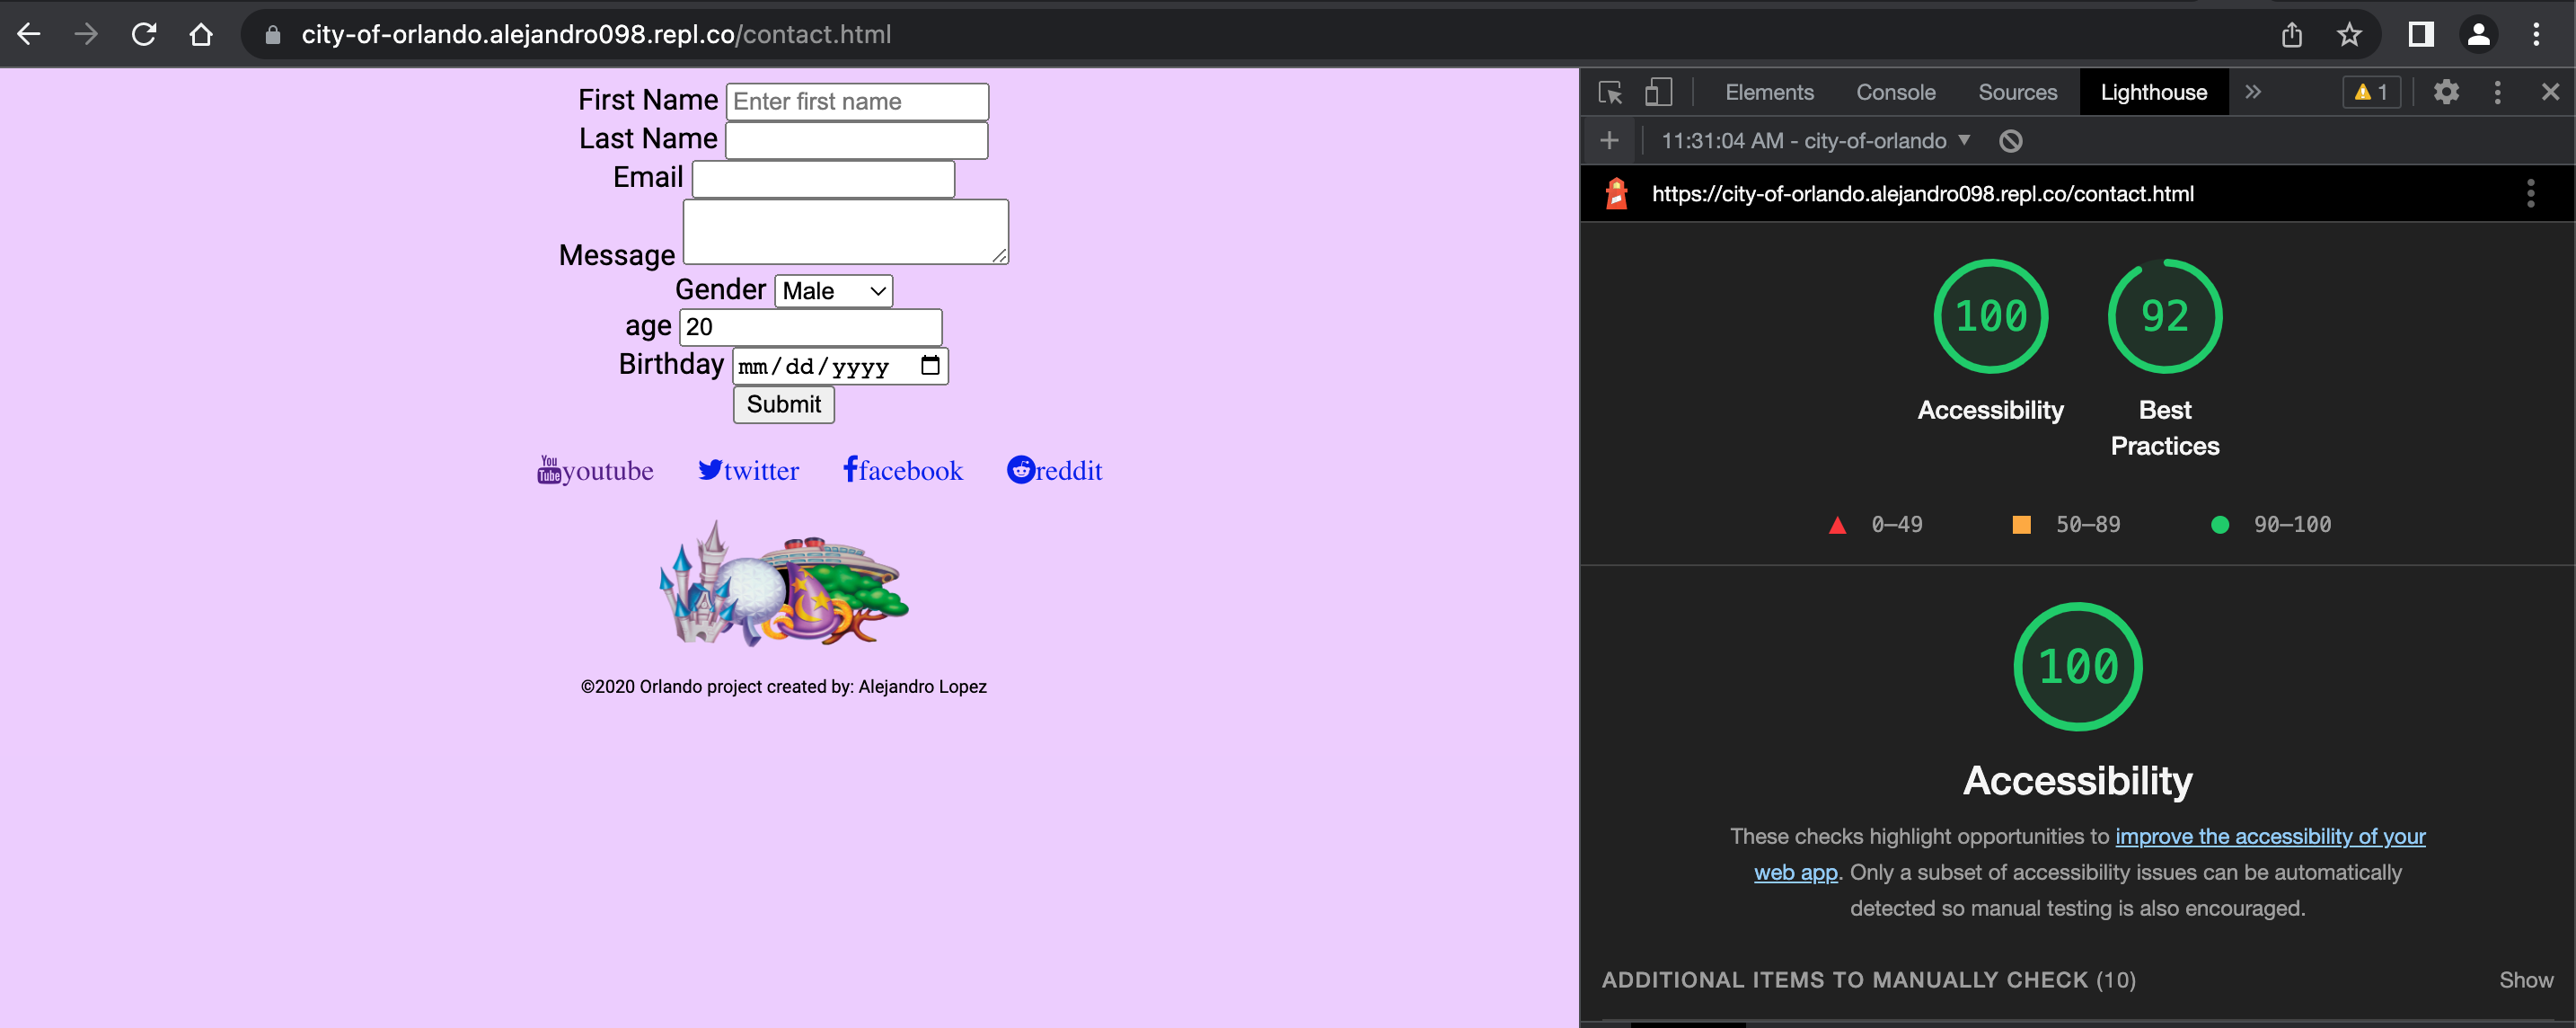 city-of-orlando.alejandro098.repl.co/contact.html
First Name Enter first name
Last Name
Email
Message
Gender Male
age 20
Birthday mm/dd/yyyy
Submit
You Tube youtube twitter facebook reddit
©2020 Orlando project created by: Alejandro Lopez
Elements Console Sources Lighthouse » 1
11:31:04 AM - city-of-orlando
https://city-of-orlando.alejandro098.repl.co/contact.html
100 92
Accessibility Best
Practices
0–49 50–89 90–100
100
Accessibility
These checks highlight opportunities to improve the accessibility of your
web app. Only a subset of accessibility issues can be automatically
detected so manual testing is also encouraged.
ADDITIONAL ITEMS TO MANUALLY CHECK (10) Show